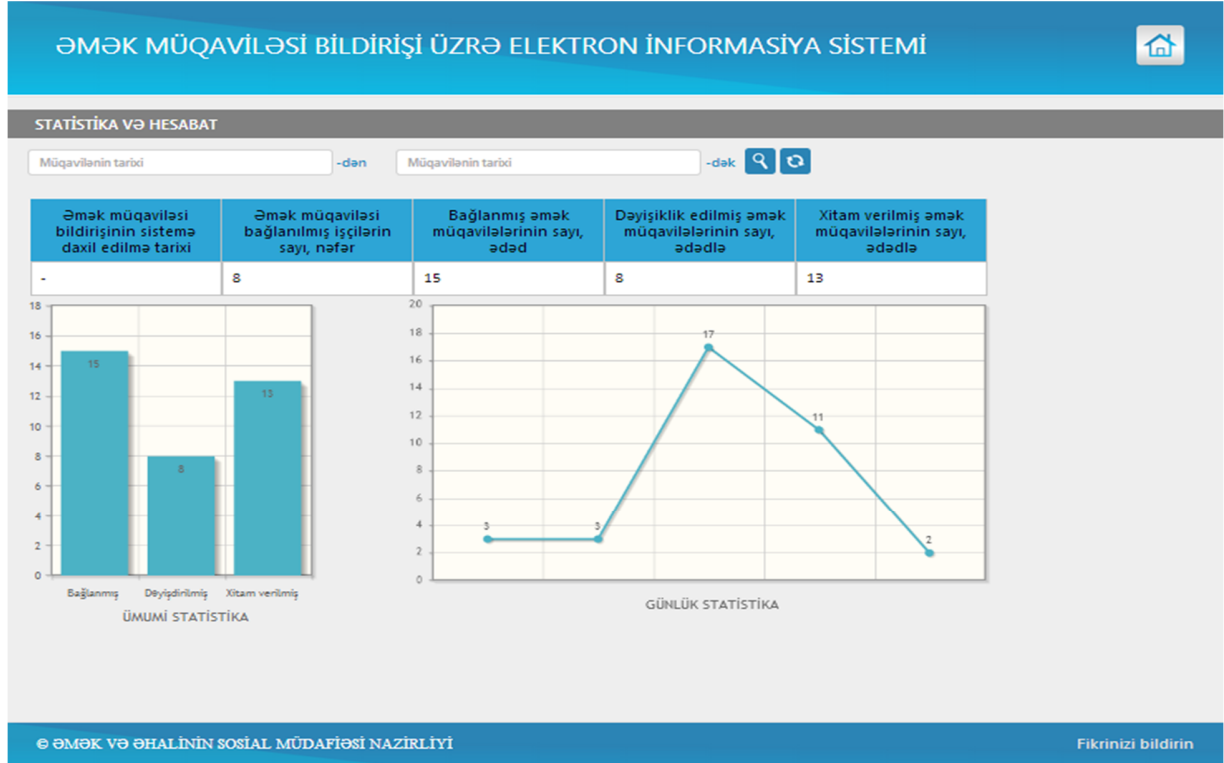 ƏMƏK MÜQAVİLƏSİ BİLDİRİŞİ ÜZRƏ ELEKTRON İNFORMASİYA SİSTEMİ
STATİSTİKA VƏ HESABAT
Müqavilənin tarixi -dən Müqavilənin tarixi -dək
Əmək müqaviləsi
bildirişinin sistemə
daxil edilmə tarixi
Əmək müqaviləsi
bağlanılmış işçilərin
sayı, nəfər
Bağlanmış əmək
müqavilələrinin sayı,
ədəd
Dəyişiklik edilmiş əmək
müqavilələrinin sayı,
ədədlə
Xitam verilmiş əmək
müqavilələrinin sayı,
ədədlə
- 8 15 8 13
18
16
14
12
10
8
6
4
2
0
15
8
13
Bağlanmış Dəyişdirilmiş Xitam verilmiş
ÜMUMİ STATİSTİKA
20
18
16
14
12
10
8
6
4
2
0
3
3
17
11
2
GÜNLÜK STATİSTİKA
© ƏMƏK VƏ ƏHALİNİN SOSİAL MÜDAFİƏSİ NAZİRLİYİ
Fikrinizi bildirin